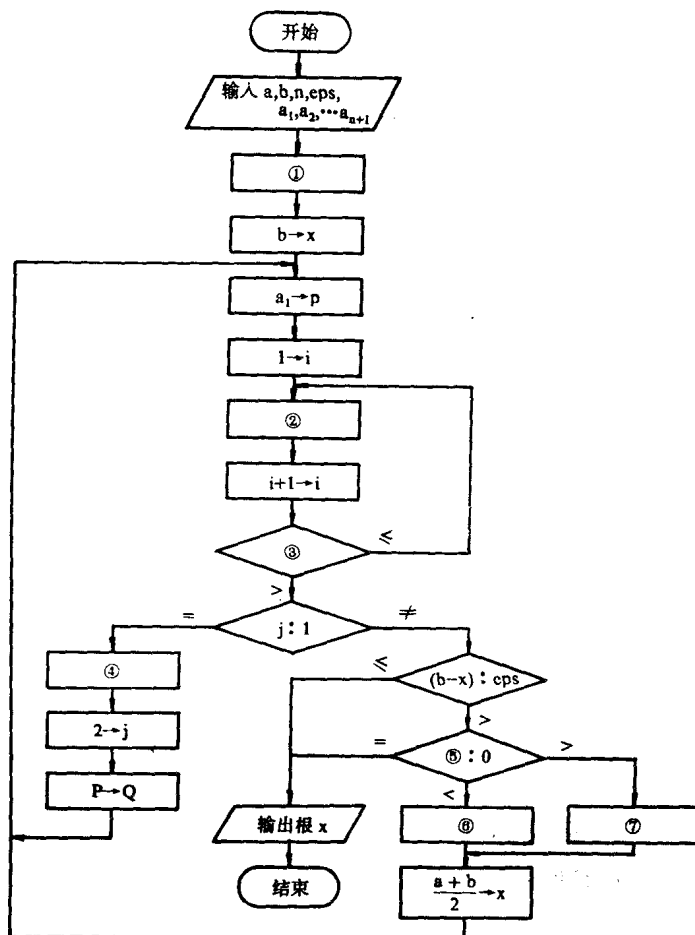 开始
输入 a,b,n,eps,
a₁,a₂,…aₙ₊₁
①
b→x
a₁→p
1→i
②
i+1→i
③
≤
>
=
j：1
≠
④
≤
(b−x)：eps
>
2→j
=
⑤：0
>
P→Q
<
输出根 x
⑥
⑦
结束
a + b
2
→x